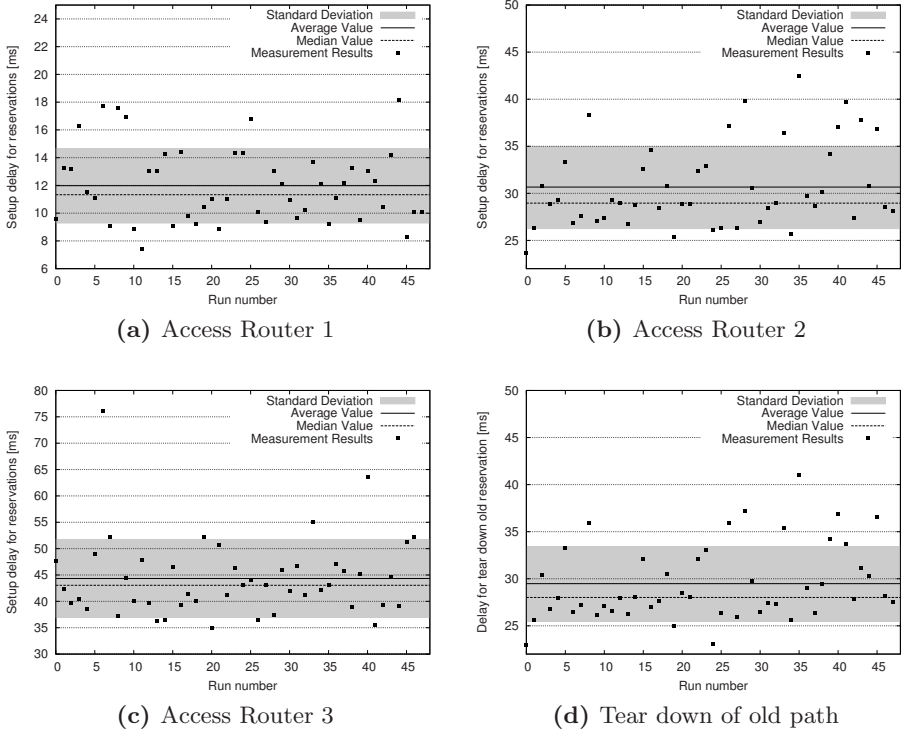 Setup delay for reservations [ms]
24
22
20
18
16
14
12
10
8
6
Standard Deviation
Average Value
Median Value
Measurement Results
0 5 10 15 20 25 30 35 40 45
Run number
(a) Access Router 1
Setup delay for reservations [ms]
50
45
40
35
30
25
Standard Deviation
Average Value
Median Value
Measurement Results
0 5 10 15 20 25 30 35 40 45
Run number
(b) Access Router 2
Setup delay for reservations [ms]
80
75
70
65
60
55
50
45
40
35
30
Standard Deviation
Average Value
Median Value
Measurement Results
0 5 10 15 20 25 30 35 40 45
Run number
(c) Access Router 3
Delay for tear down old reservation [ms]
50
45
40
35
30
25
Standard Deviation
Average Value
Median Value
Measurement Results
0 5 10 15 20 25 30 35 40 45
Run number
(d) Tear down of old path